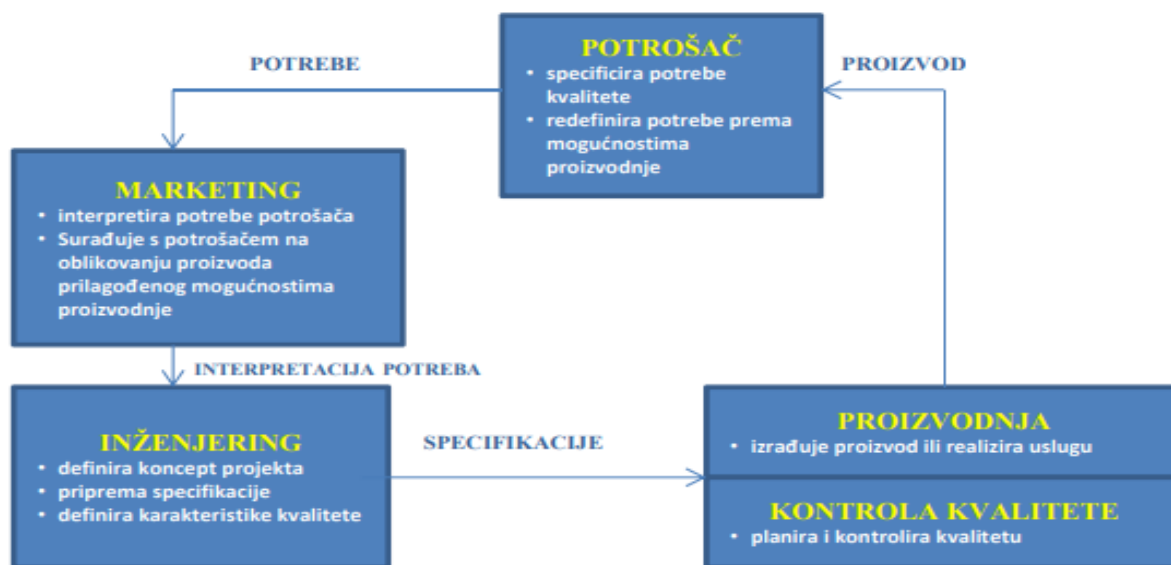 POTROŠAČ
• specificira potrebe
kvalitete
• redefinira potrebe prema
mogućnostima
proizvodnje
POTREBE
PROIZVOD
MARKETING
• interpretira potrebe potrošača
• Surađuje s potrošačem na
oblikovanju proizvoda
prilagođenog mogućnostima
proizvodnje
INTERPRETACIJA POTREBA
INŽENJERING
• definira koncept projekta
• priprema specifikacije
• definira karakteristike kvalitete
SPECIFIKACIJE
PROIZVODNJA
• izrađuje proizvod ili realizira uslugu
KONTROLA KVALITETE
• planira i kontrolira kvalitetu